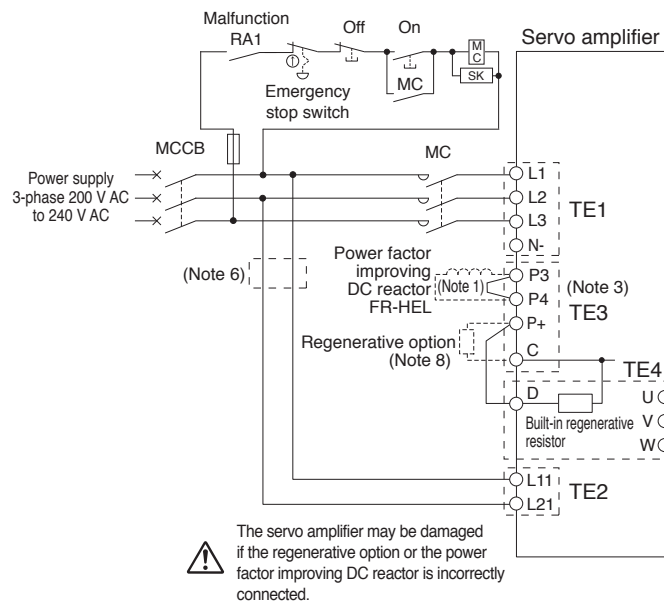 Malfunction
RA1
Off
On
Servo amplifier
MC
SK
Emergency
stop switch
MC
MCCB
MC
Power supply
3-phase 200 V AC
to 240 V AC
L1
L2
L3
N-
TE1
(Note 6)
Power factor
improving
DC reactor
FR-HEL
(Note 1)
P3
P4
(Note 3)
TE3
P+
Regenerative option
(Note 8)
C
TE4
D
Built-in regenerative
resistor
U
V
W
L11
L21
TE2
The servo amplifier may be damaged
if the regenerative option or the power
factor improving DC reactor is incorrectly
connected.